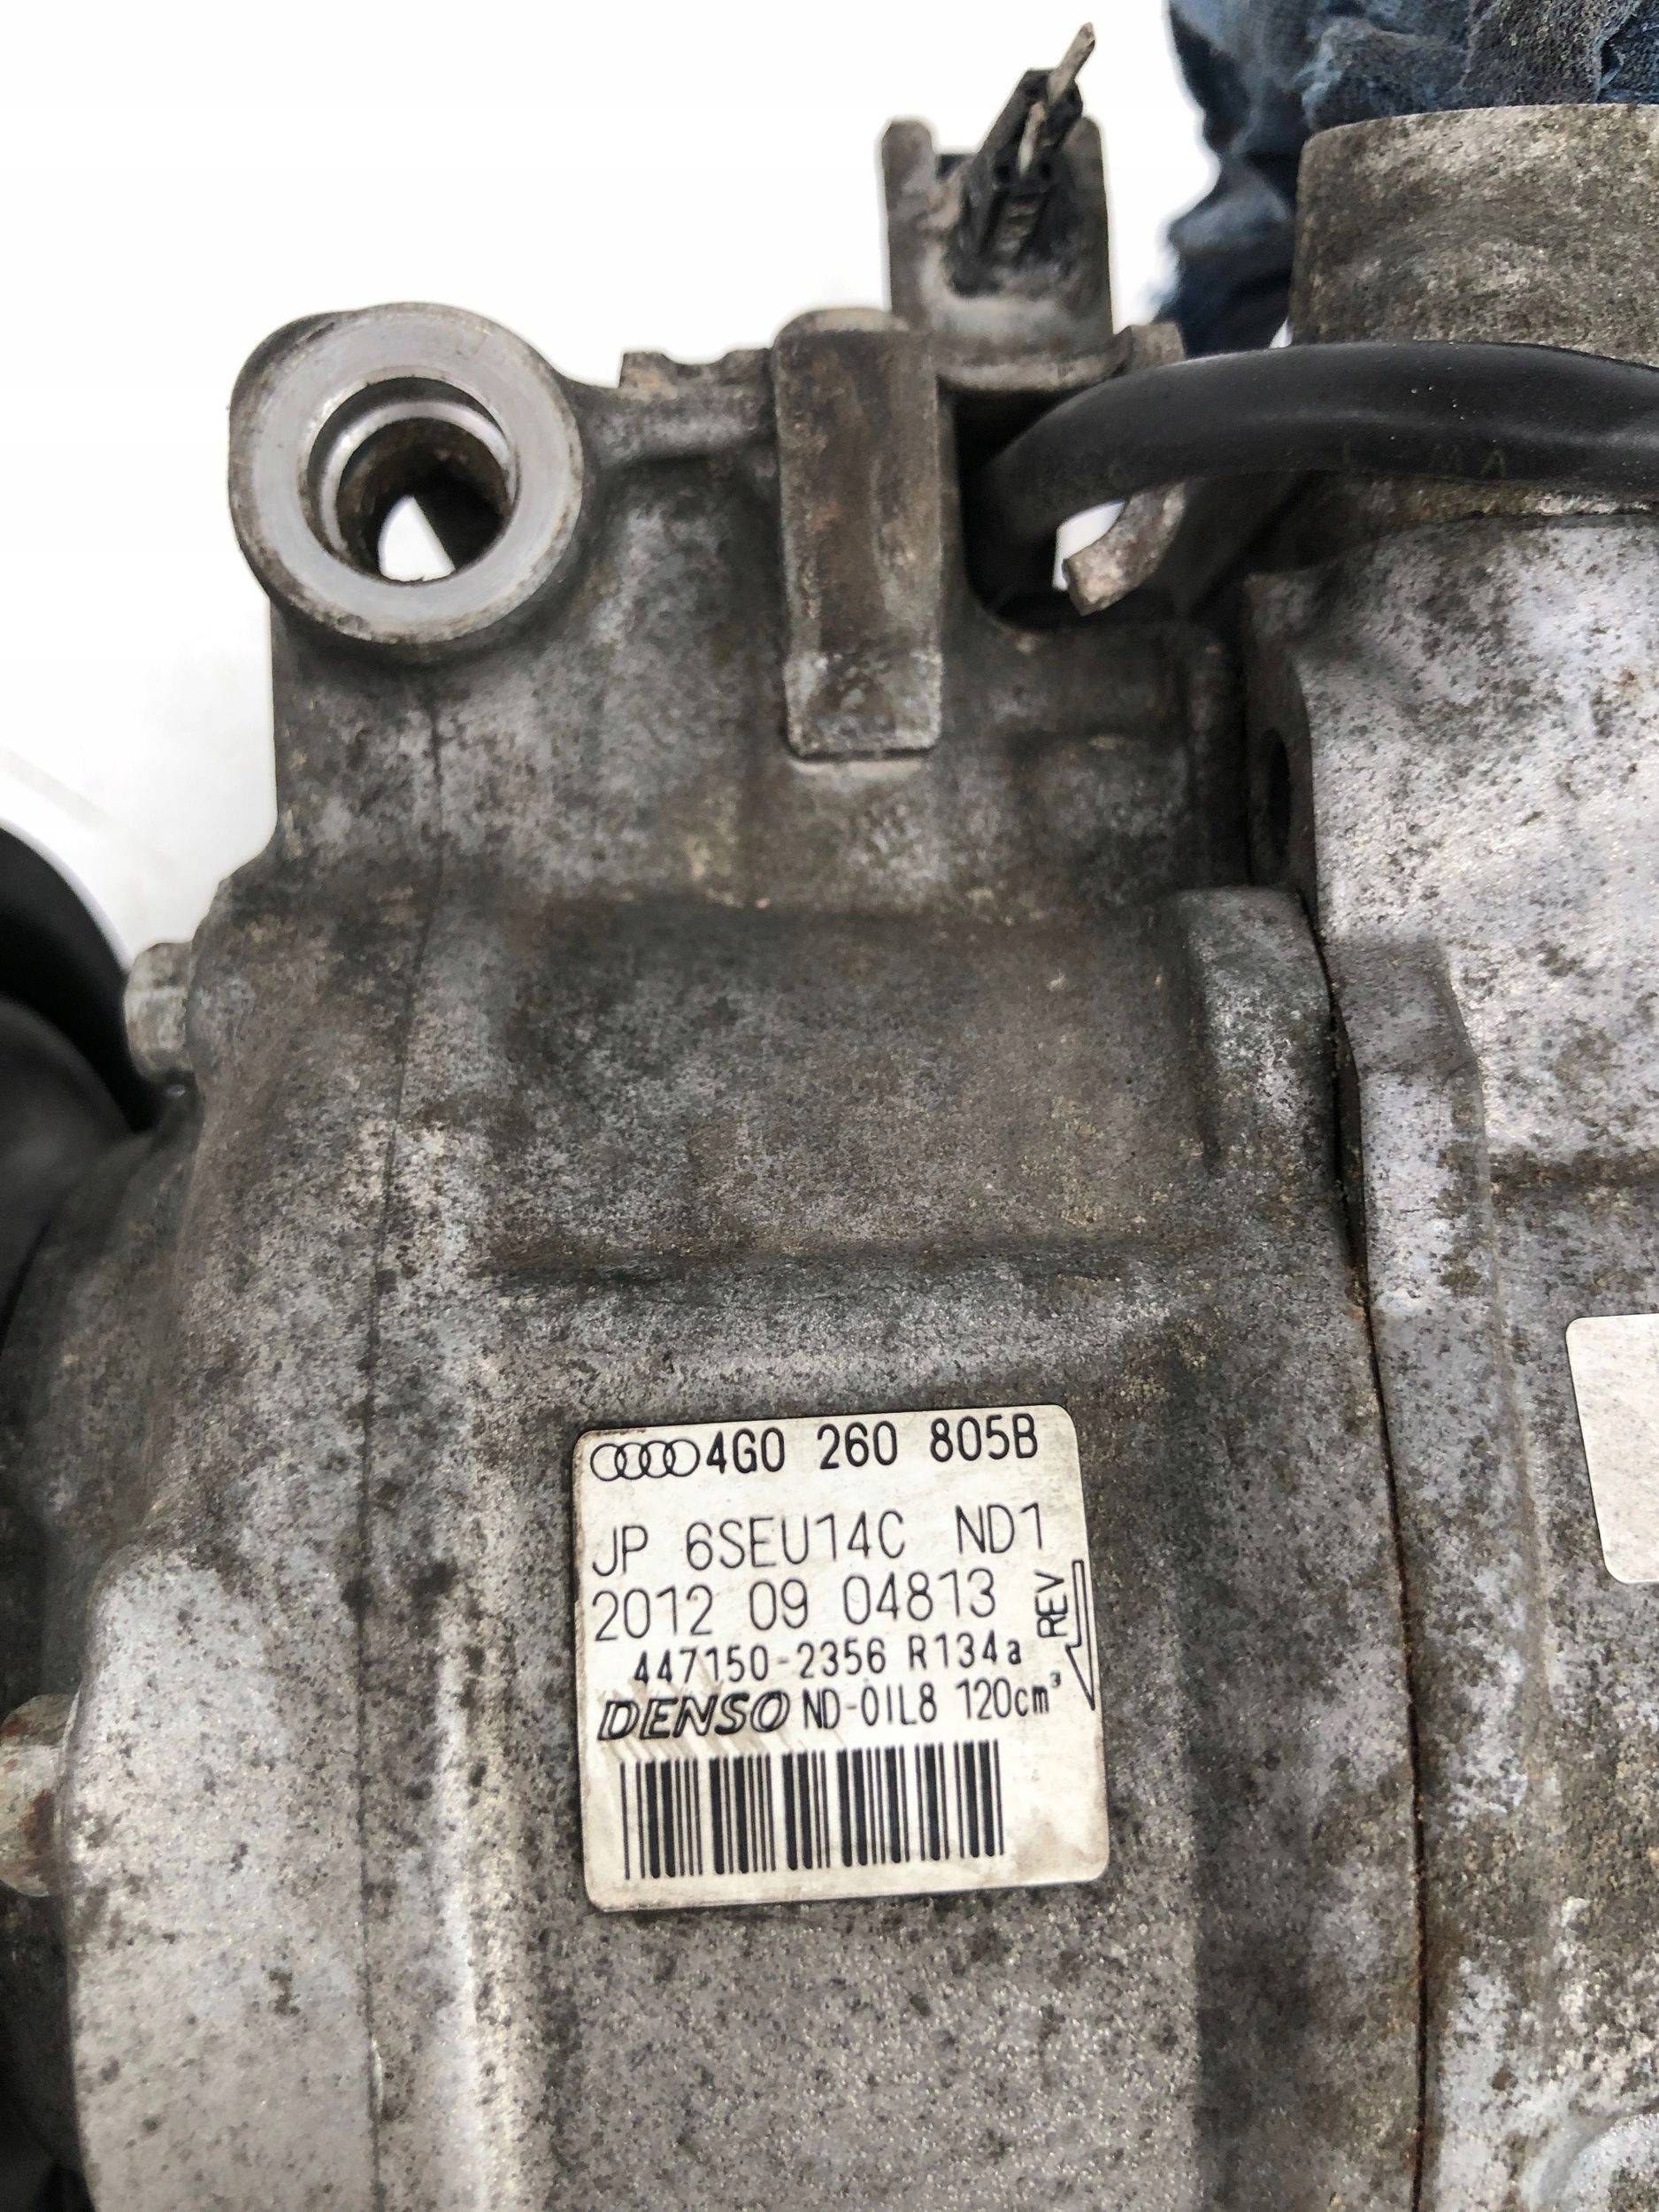 4G0 260 805B
JP 6SEU14C ND1
2012 09 04813
REV
447150-2356 R134a
DENSO ND-OIL8 120cm³